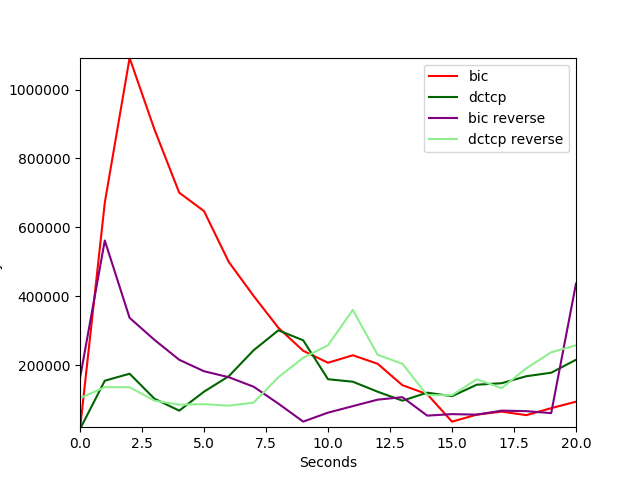 bic
dctcp
bic reverse
dctcp reverse
1000000
800000
600000
400000
200000
0.0 2.5 5.0 7.5 10.0 12.5 15.0 17.5 20.0
Seconds